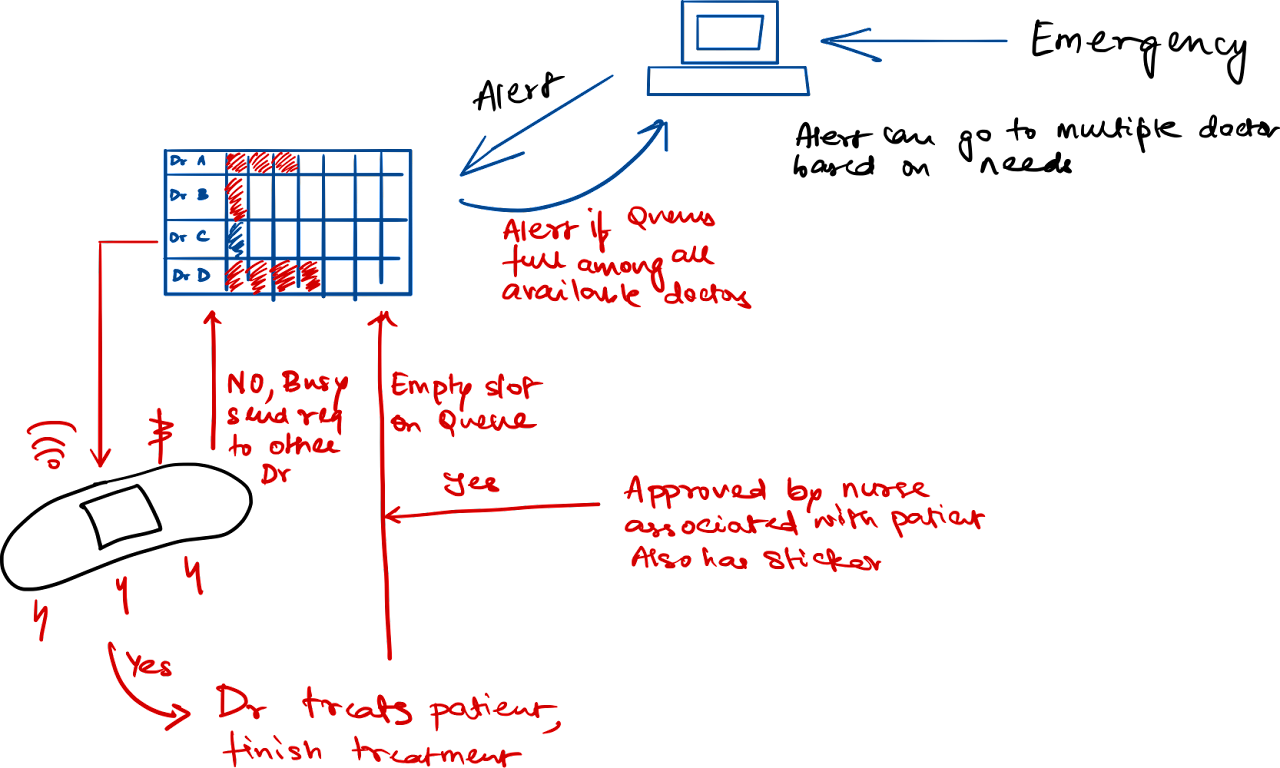 Emergency
Alert
Alert can go to multiple doctor
based on needs
Dr A
Dr B
Dr C
Dr D
Alert if Queues
full among all
available doctors
NO, Busy
send req
to other
Dr
Empty slot
on Queue
Yes
Approved by nurse
associated with patient
Also has sticker
Yes
Dr treats patient,
finish treatment